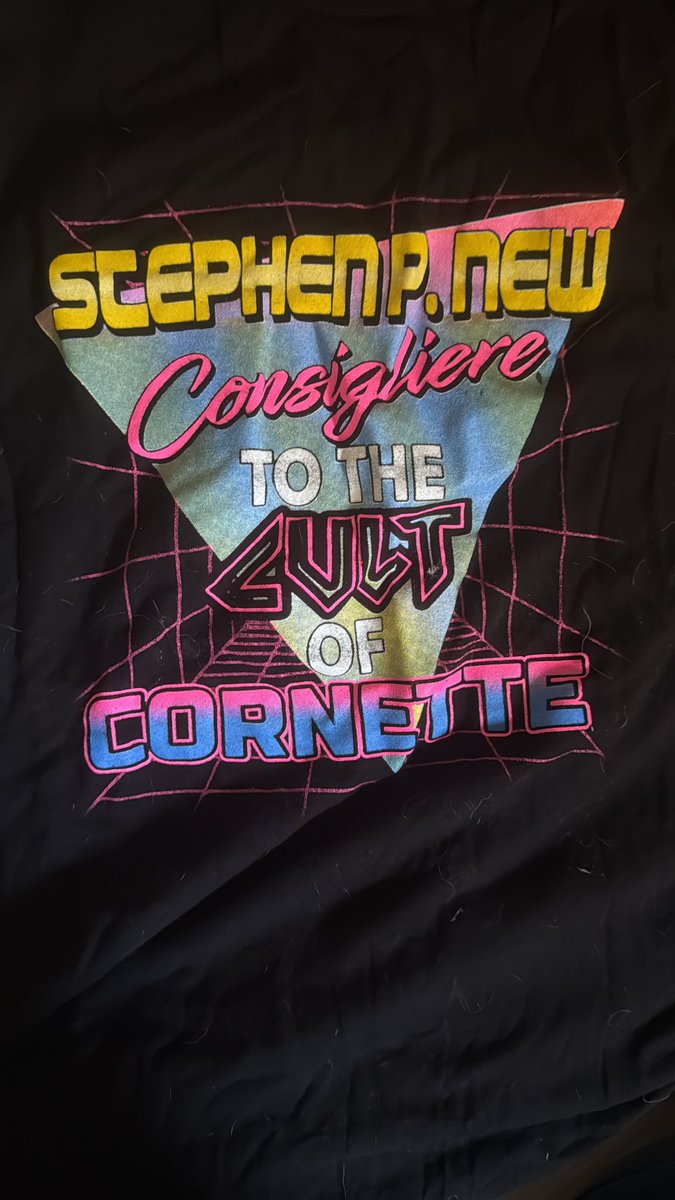 STEPHEN P. NEW
Consigliere
TO THE
CULT
OF
CORNETTE